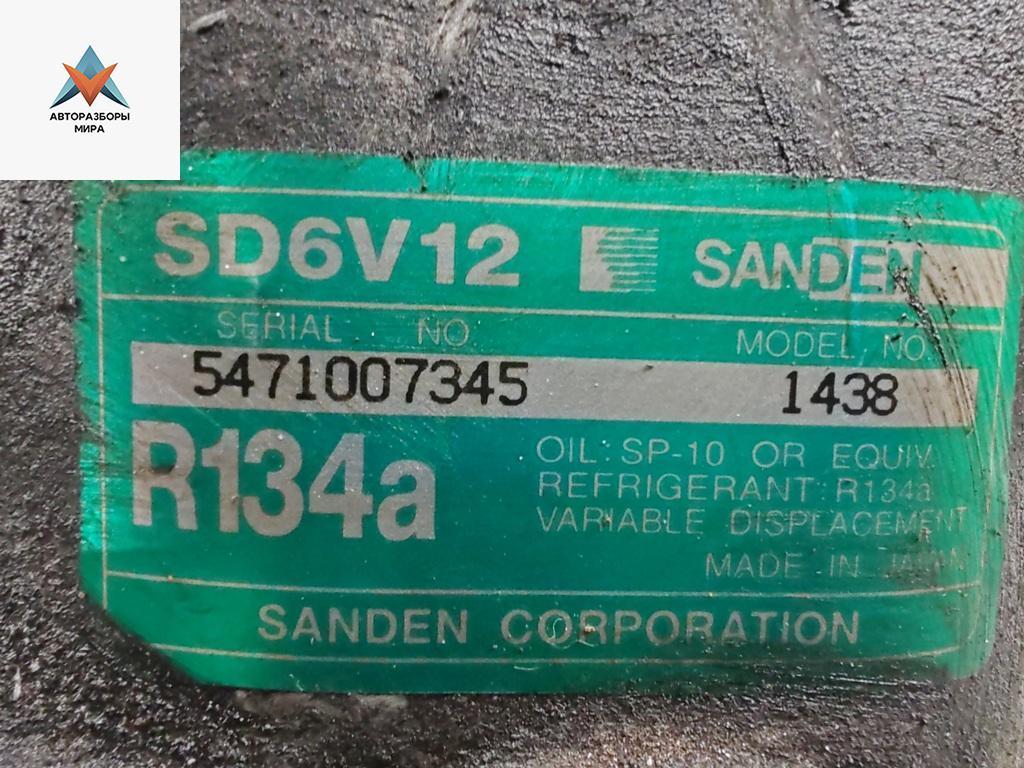 АВТОРАЗБОРЫ
МИРА
SD6V12 SANDEN
SERIAL NO. MODEL NO.
5471007345 1438
R134a
OIL: SP-10 OR EQUIV.
REFRIGERANT: R134a
VARIABLE DISPLACEMENT
MADE IN JAPAN
SANDEN CORPORATION